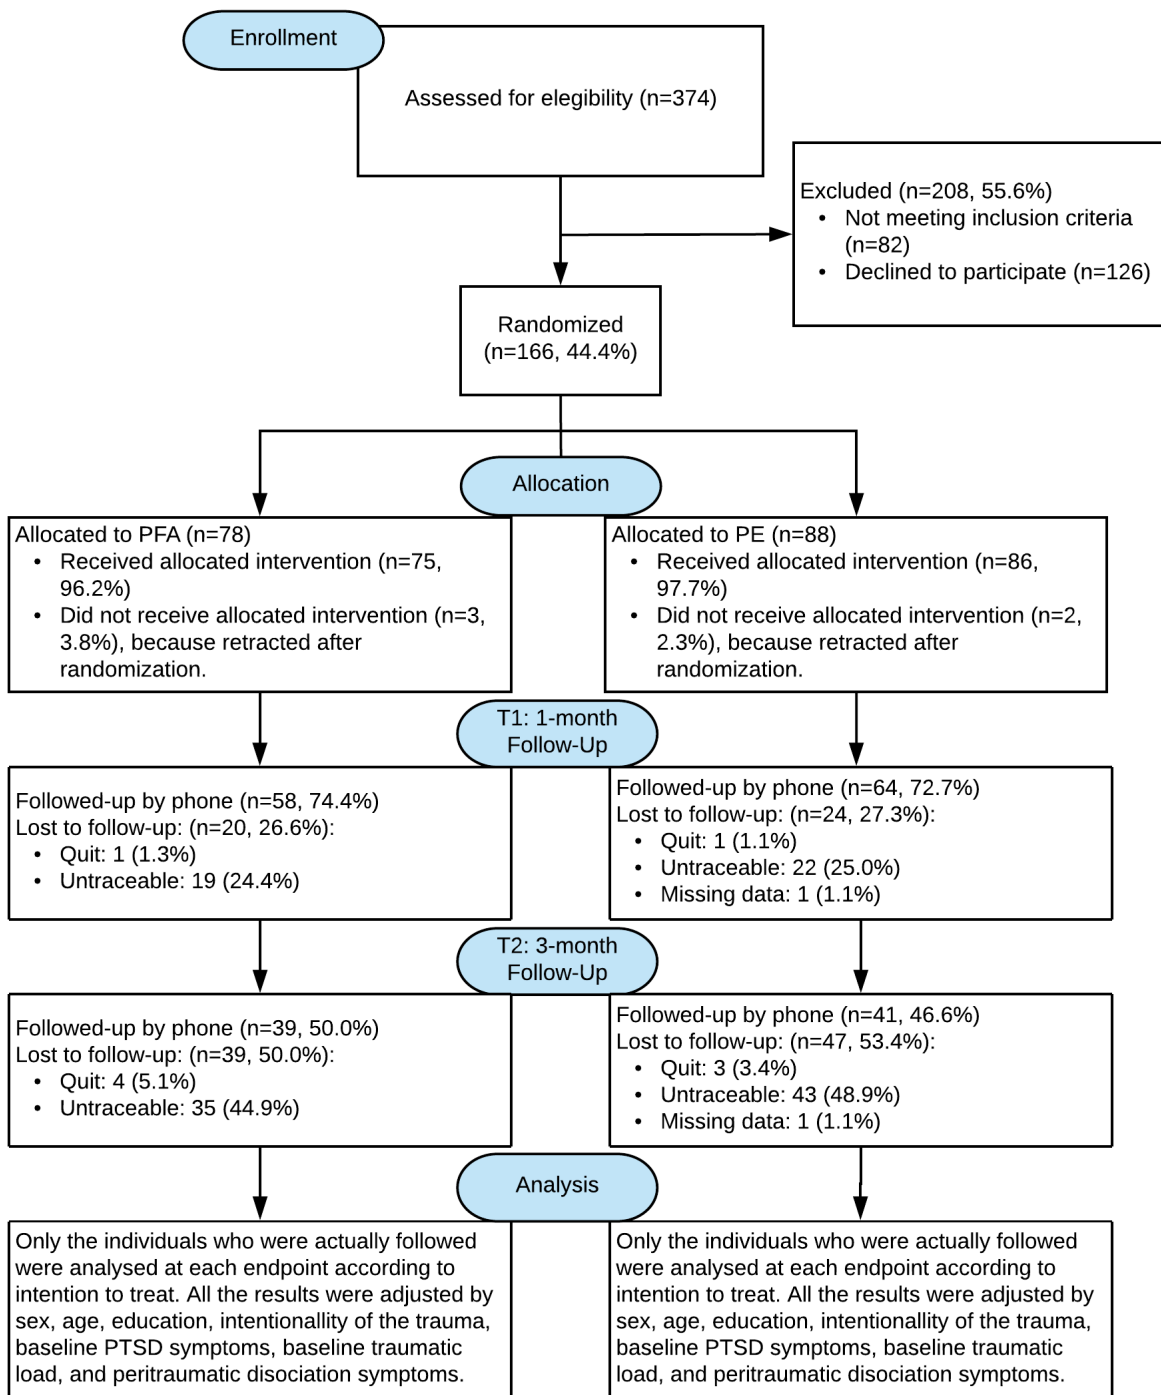 Enrollment
Assessed for elegibility (n=374)
Excluded (n=208, 55.6%)
• Not meeting inclusion criteria
(n=82)
• Declined to participate (n=126)
Randomized
(n=166, 44.4%)
Allocation
Allocated to PFA (n=78)
• Received allocated intervention (n=75,
96.2%)
• Did not receive allocated intervention (n=3,
3.8%), because retracted after
randomization.
Allocated to PE (n=88)
• Received allocated intervention (n=86,
97.7%)
• Did not receive allocated intervention (n=2,
2.3%), because retracted after
randomization.
T1: 1-month
Follow-Up
Followed-up by phone (n=58, 74.4%)
Lost to follow-up: (n=20, 26.6%):
• Quit: 1 (1.3%)
• Untraceable: 19 (24.4%)
Followed-up by phone (n=64, 72.7%)
Lost to follow-up: (n=24, 27.3%):
• Quit: 1 (1.1%)
• Untraceable: 22 (25.0%)
• Missing data: 1 (1.1%)
T2: 3-month
Follow-Up
Followed-up by phone (n=39, 50.0%)
Lost to follow-up: (n=39, 50.0%):
• Quit: 4 (5.1%)
• Untraceable: 35 (44.9%)
Followed-up by phone (n=41, 46.6%)
Lost to follow-up: (n=47, 53.4%):
• Quit: 3 (3.4%)
• Untraceable: 43 (48.9%)
• Missing data: 1 (1.1%)
Analysis
Only the individuals who were actually followed
were analysed at each endpoint according to
intention to treat. All the results were adjusted by
sex, age, education, intentionallity of the trauma,
baseline PTSD symptoms, baseline traumatic
load, and peritraumatic disociation symptoms.
Only the individuals who were actually followed
were analysed at each endpoint according to
intention to treat. All the results were adjusted by
sex, age, education, intentionallity of the trauma,
baseline PTSD symptoms, baseline traumatic
load, and peritraumatic disociation symptoms.